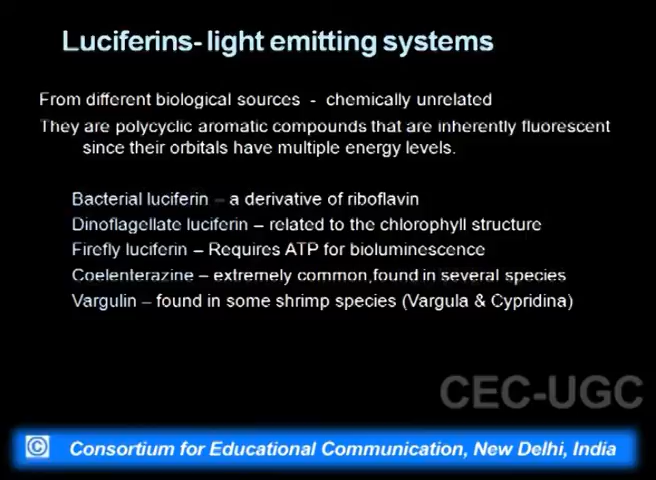 Luciferins- light emitting systems
From different biological sources - chemically unrelated
They are polycyclic aromatic compounds that are inherently fluorescent
since their orbitals have multiple energy levels.
Bacterial luciferin – a derivative of riboflavin
Dinoflagellate luciferin – related to the chlorophyll structure
Firefly luciferin – Requires ATP for bioluminescence
Coelenterazine – extremely common,found in several species
Vargulin – found in some shrimp species (Vargula & Cypridina)
CEC-UGC
© Consortium for Educational Communication, New Delhi, India